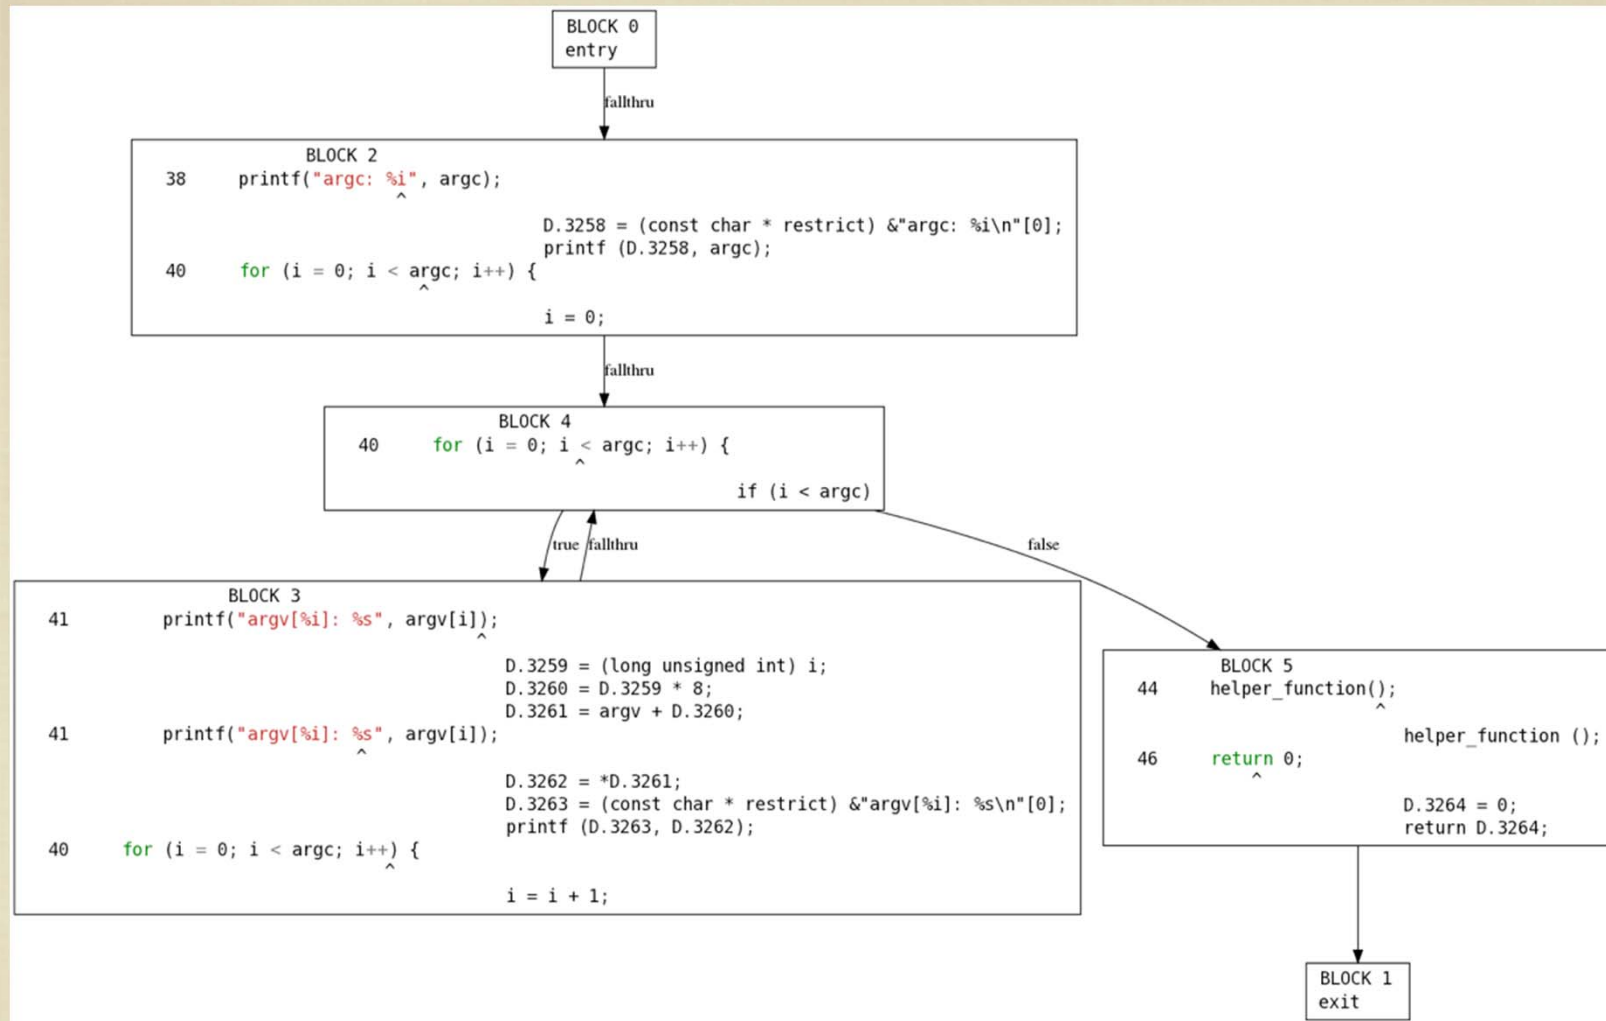 BLOCK 0
entry
fallthru
BLOCK 2
38 printf("argc: %i", argc);
^
D.3258 = (const char * restrict) &"argc: %i\n"[0];
printf (D.3258, argc);
40 for (i = 0; i < argc; i++) {
^
i = 0;
fallthru
BLOCK 4
40 for (i = 0; i < argc; i++) {
^
if (i < argc)
true fallthru
false
BLOCK 3
41 printf("argv[%i]: %s", argv[i]);
^
D.3259 = (long unsigned int) i;
D.3260 = D.3259 * 8;
D.3261 = argv + D.3260;
41 printf("argv[%i]: %s", argv[i]);
^
D.3262 = *D.3261;
D.3263 = (const char * restrict) &"argv[%i]: %s\n"[0];
printf (D.3263, D.3262);
40 for (i = 0; i < argc; i++) {
^
i = i + 1;
BLOCK 5
44 helper_function();
^
helper_function ();
46 return 0;
^
D.3264 = 0;
return D.3264;
BLOCK 1
exit